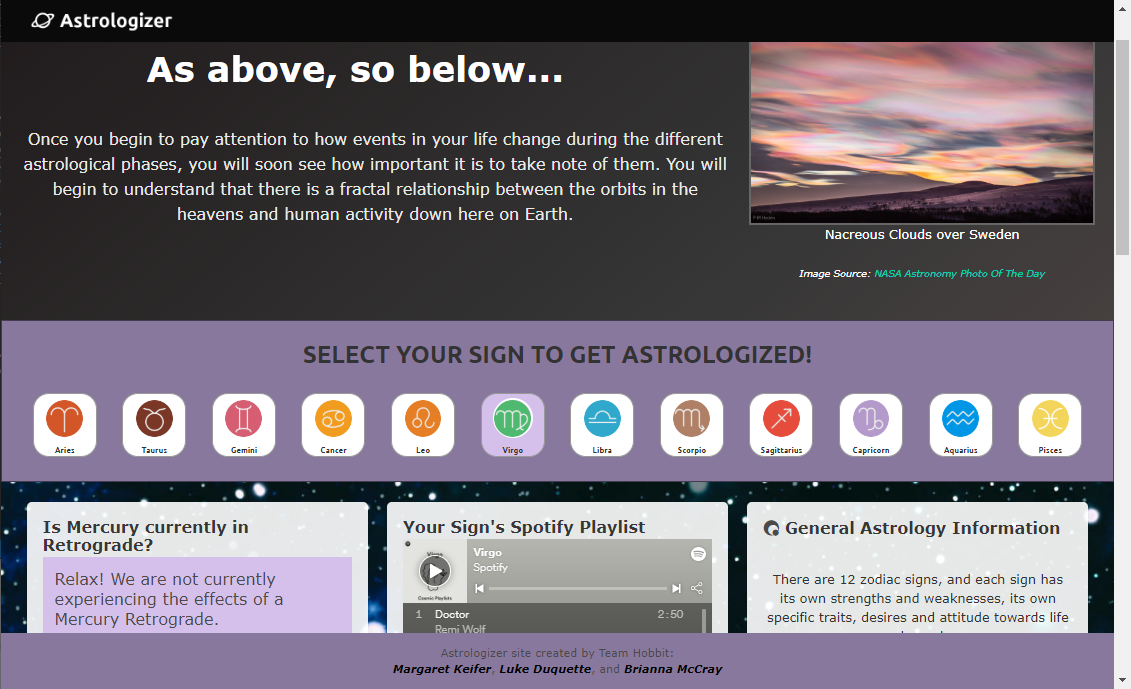 Astrologizer
As above, so below...
Once you begin to pay attention to how events in your life change during the different
astrological phases, you will soon see how important it is to take note of them. You will
begin to understand that there is a fractal relationship between the orbits in the
heavens and human activity down here on Earth.
Nacreous Clouds over Sweden
Image Source: NASA Astronomy Photo Of The Day
SELECT YOUR SIGN TO GET ASTROLOGIZED!
Aries
Taurus
Gemini
Cancer
Leo
Virgo
Libra
Scorpio
Sagittarius
Capricorn
Aquarius
Pisces
Is Mercury currently in
Retrograde?
Relax! We are not currently
experiencing the effects of a
Mercury Retrograde.
Your Sign's Spotify Playlist
Virgo
Cosmic Playlists
Virgo
Spotify
1 Doctor 2:50
Remi Wolf
General Astrology Information
There are 12 zodiac signs, and each sign has
its own strengths and weaknesses, its own
specific traits, desires and attitude towards life
Astrologizer site created by Team Hobbit:
Margaret Keifer, Luke Duquette, and Brianna McCray